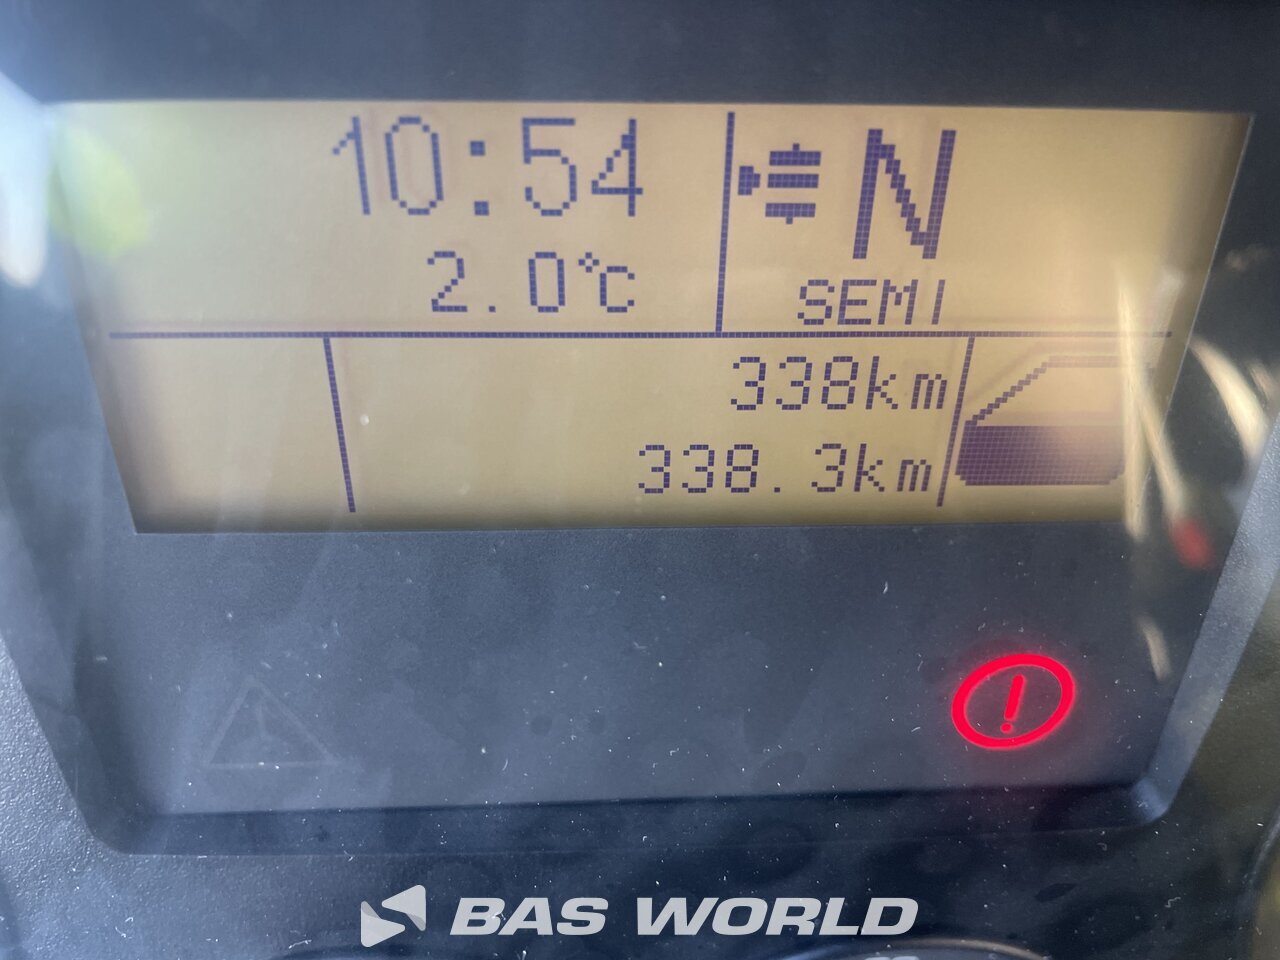 10:54
N
2.0°C
SEMI
338km
338.3km
BAS WORLD